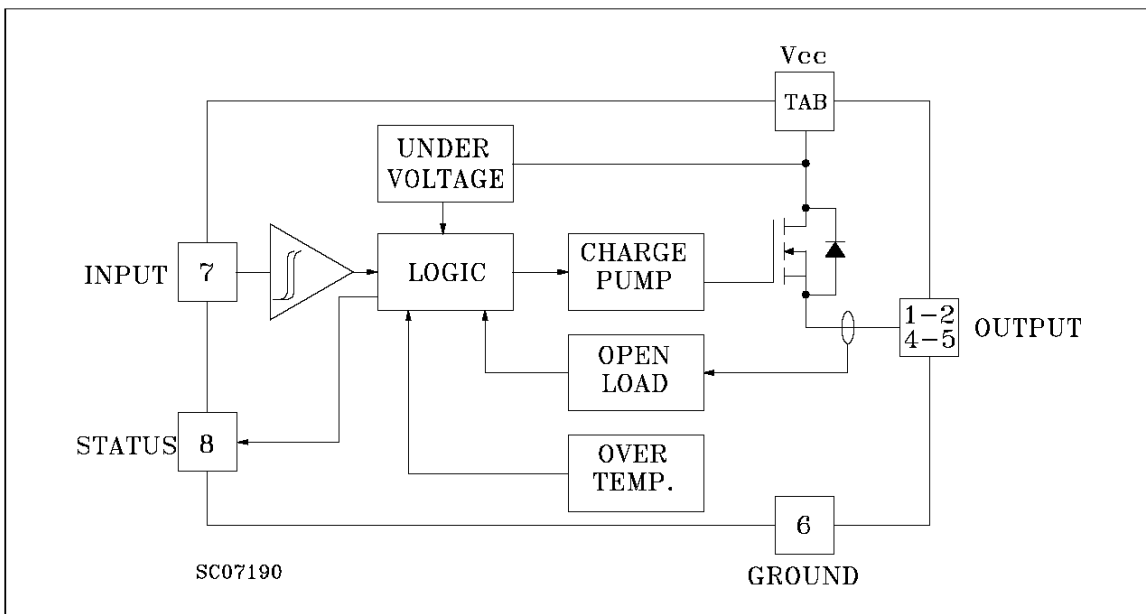 Vcc
TAB
UNDER
VOLTAGE
INPUT
7
LOGIC
CHARGE
PUMP
1-2
4-5
OUTPUT
OPEN
LOAD
STATUS
8
OVER
TEMP.
6
GROUND
SC07190